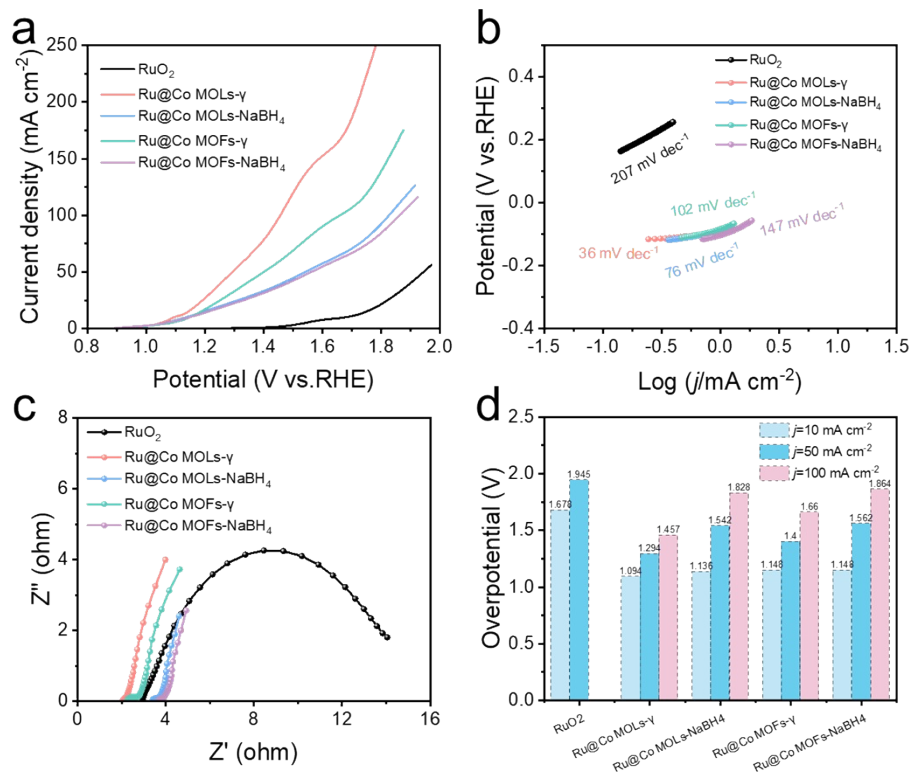 a
250
200
150
100
50
0
Current density (mA cm⁻²)
RuO₂
Ru@Co MOLs-γ
Ru@Co MOLs-NaBH₄
Ru@Co MOFs-γ
Ru@Co MOFs-NaBH₄
0.8 1.0 1.2 1.4 1.6 1.8 2.0
Potential (V vs.RHE)
b
0.4
0.2
0.0
-0.2
-0.4
Potential (V vs.RHE)
RuO₂
Ru@Co MOLs-γ
Ru@Co MOLs-NaBH₄
Ru@Co MOFs-γ
Ru@Co MOFs-NaBH₄
207 mV dec⁻¹
102 mV dec⁻¹
147 mV dec⁻¹
36 mV dec⁻¹
76 mV dec⁻¹
-1.5 -1.0 -0.5 0.0 0.5 1.0 1.5
Log (j/mA cm⁻²)
c
8
6
4
2
0
Z'' (ohm)
RuO₂
Ru@Co MOLs-γ
Ru@Co MOLs-NaBH₄
Ru@Co MOFs-γ
Ru@Co MOFs-NaBH₄
0 2 4 6 8 10 12 14 16
Z' (ohm)
d
2.5
2.0
1.5
1.0
0.5
0.0
Overpotential (V)
j=10 mA cm⁻²
j=50 mA cm⁻²
j=100 mA cm⁻²
1.678 1.945
1.094 1.294 1.457
1.136 1.542 1.828
1.148 1.4 1.66
1.148 1.562 1.864
RuO2
Ru@Co MOLs-γ
Ru@Co MOLs-NaBH4
Ru@Co MOFs-γ
Ru@Co MOFs-NaBH4